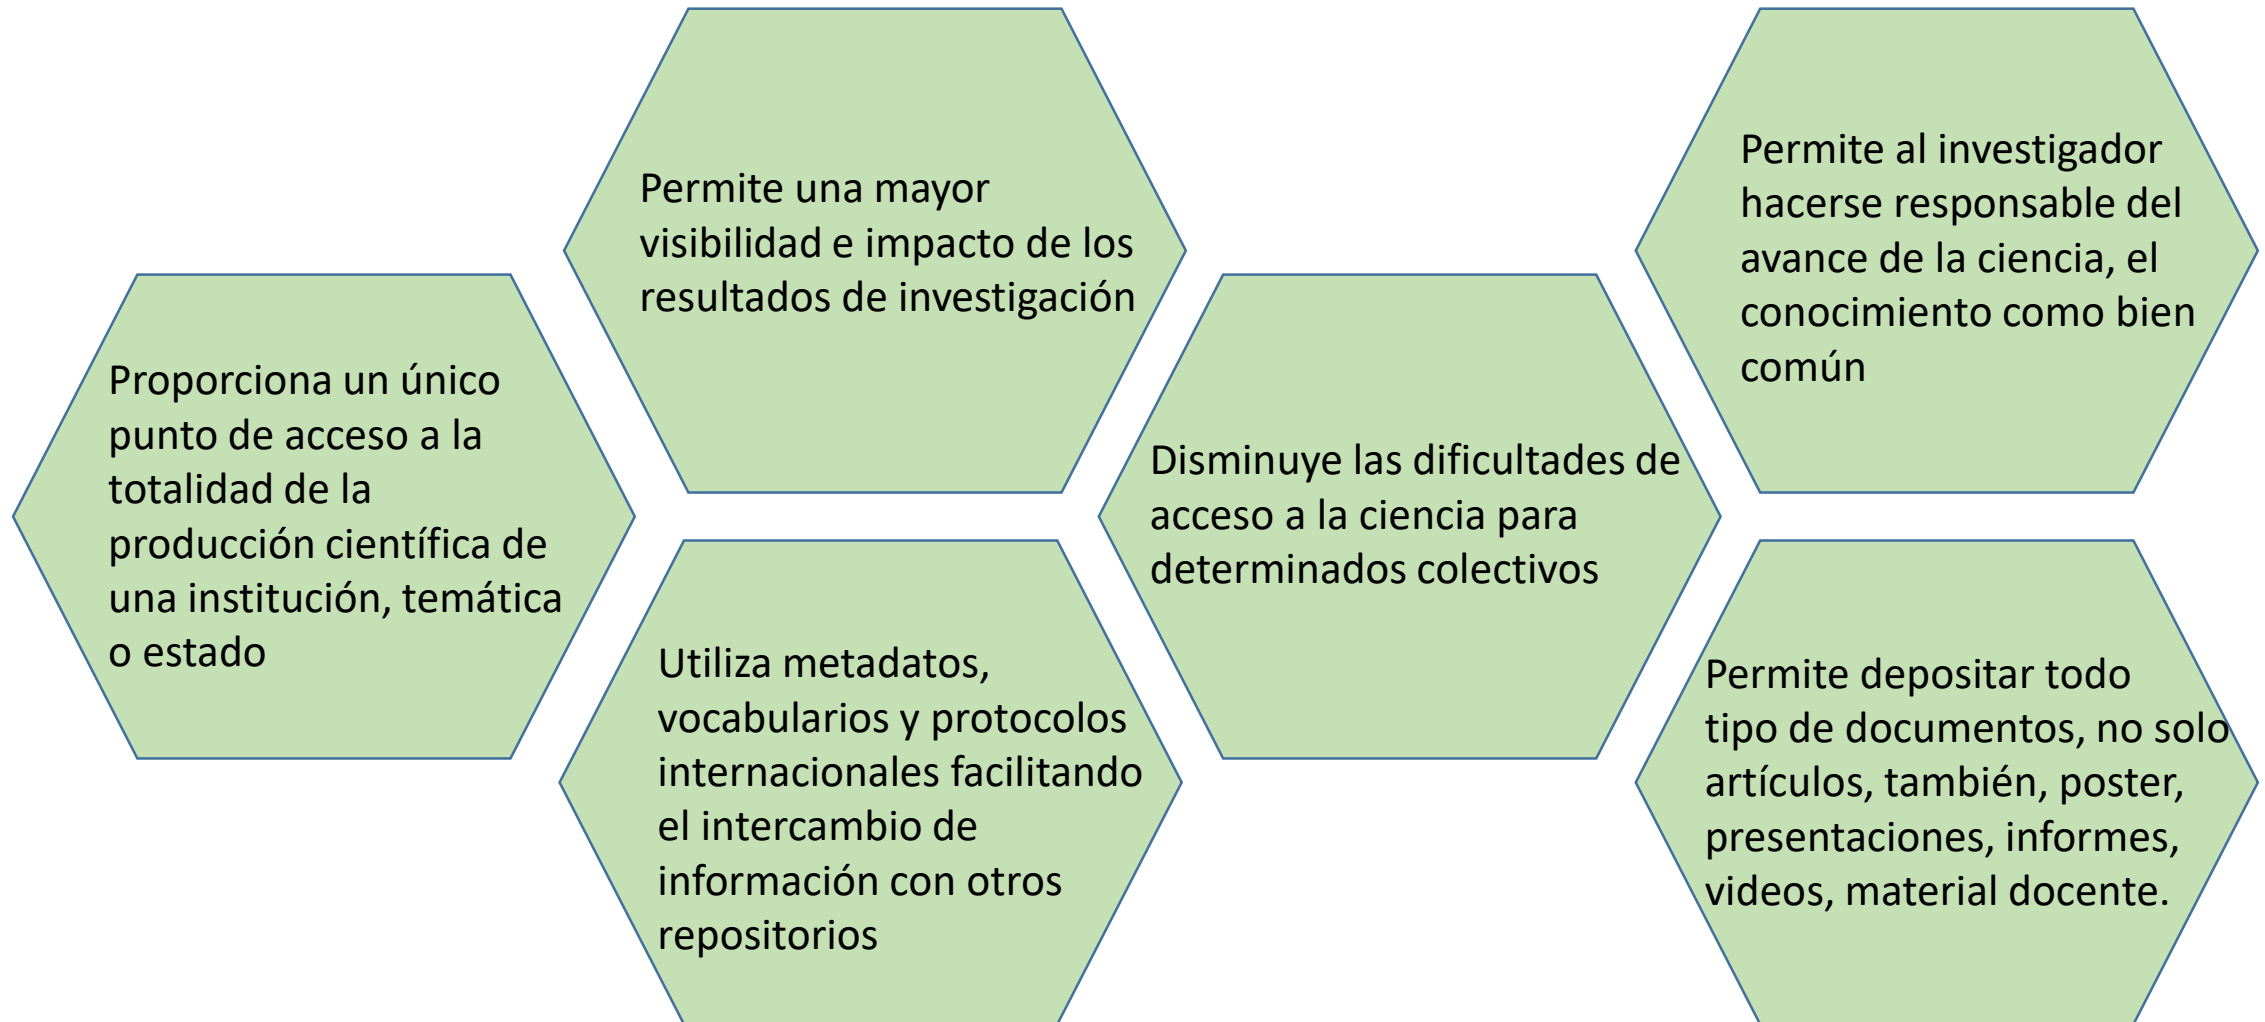 Proporciona un único
punto de acceso a la
totalidad de la
producción científica de
una institución, temática
o estado
Permite una mayor
visibilidad e impacto de los
resultados de investigación
Utiliza metadatos,
vocabularios y protocolos
internacionales facilitando
el intercambio de
información con otros
repositorios
Disminuye las dificultades de
acceso a la ciencia para
determinados colectivos
Permite al investigador
hacerse responsable del
avance de la ciencia, el
conocimiento como bien
común
Permite depositar todo
tipo de documentos, no solo
artículos, también, poster,
presentaciones, informes,
videos, material docente.